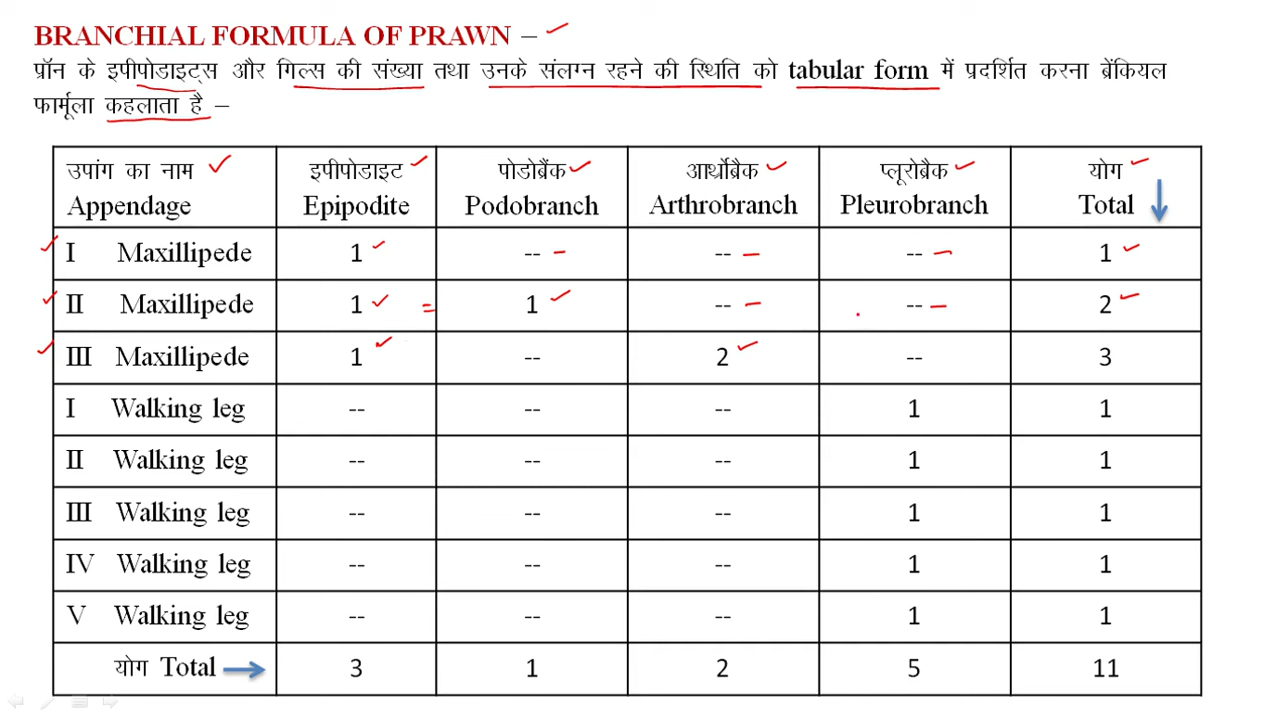 BRANCHIAL FORMULA OF PRAWN –
प्रॉन के इपीपोडाइट्स और गिल्स की संख्या तथा उनके संलग्न रहने की स्थिति को tabular form में प्रदर्शित करना ब्रेंकियल
फार्मूला कहलाता है –
उपांग का नाम इपीपोडाइट पोडोब्रैंक आर्थोब्रैक प्लूरोब्रैक योग
Appendage Epipodite Podobranch Arthrobranch Pleurobranch Total
I Maxillipede 1 -- -- -- 1
II Maxillipede 1 1 -- -- 2
III Maxillipede 1 -- 2 -- 3
I Walking leg -- -- -- 1 1
II Walking leg -- -- -- 1 1
III Walking leg -- -- -- 1 1
IV Walking leg -- -- -- 1 1
V Walking leg -- -- -- 1 1
योग Total 3 1 2 5 11